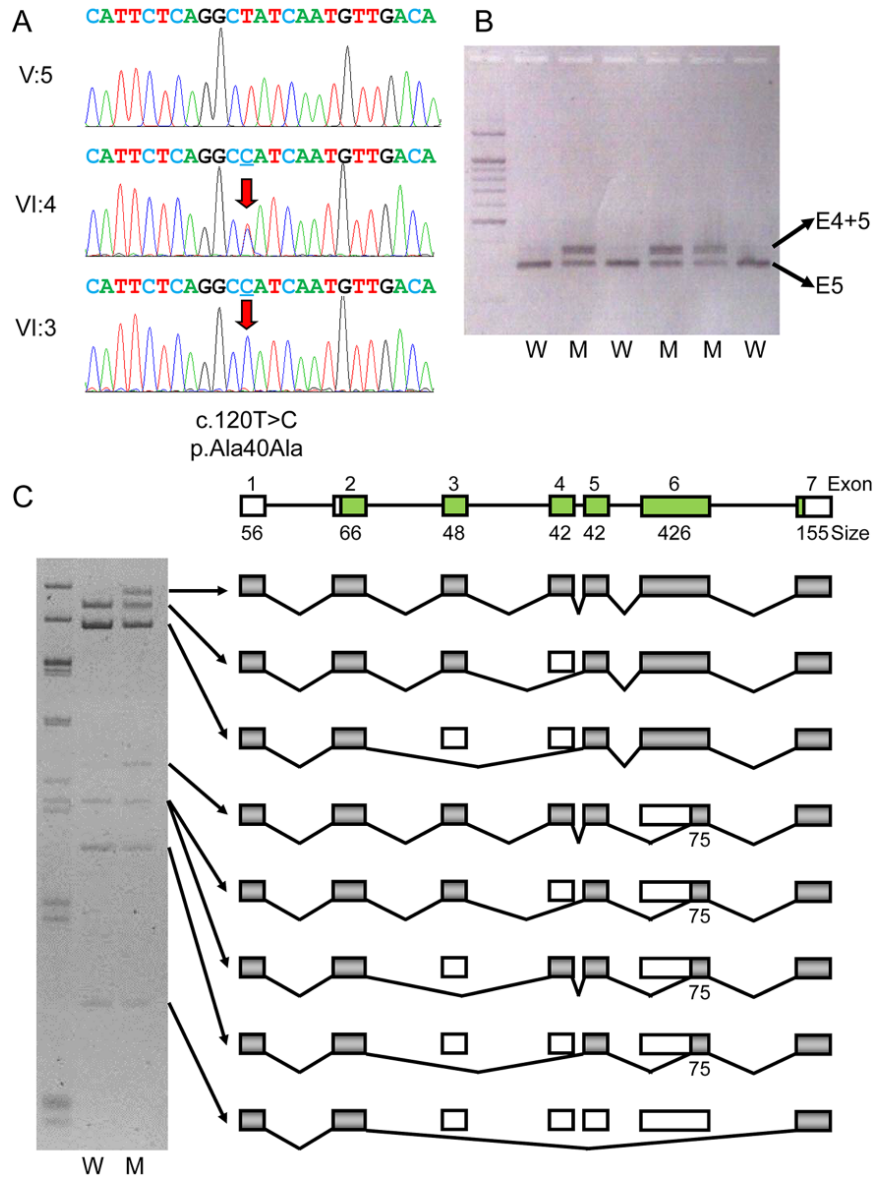 A
CATTCTCAGGCTATCAATGTTGACA
V:5
CATTCTCAGGCCATCAATGTTGACA
VI:4
CATTCTCAGGCCATCAATGTTGACA
VI:3
c.120T>C
p.Ala40Ala
B
E4+5
E5
W M W M M W
C
1 2 3 4 5 6 7 Exon
56 66 48 42 42 426 155 Size
75
75
75
75
W M